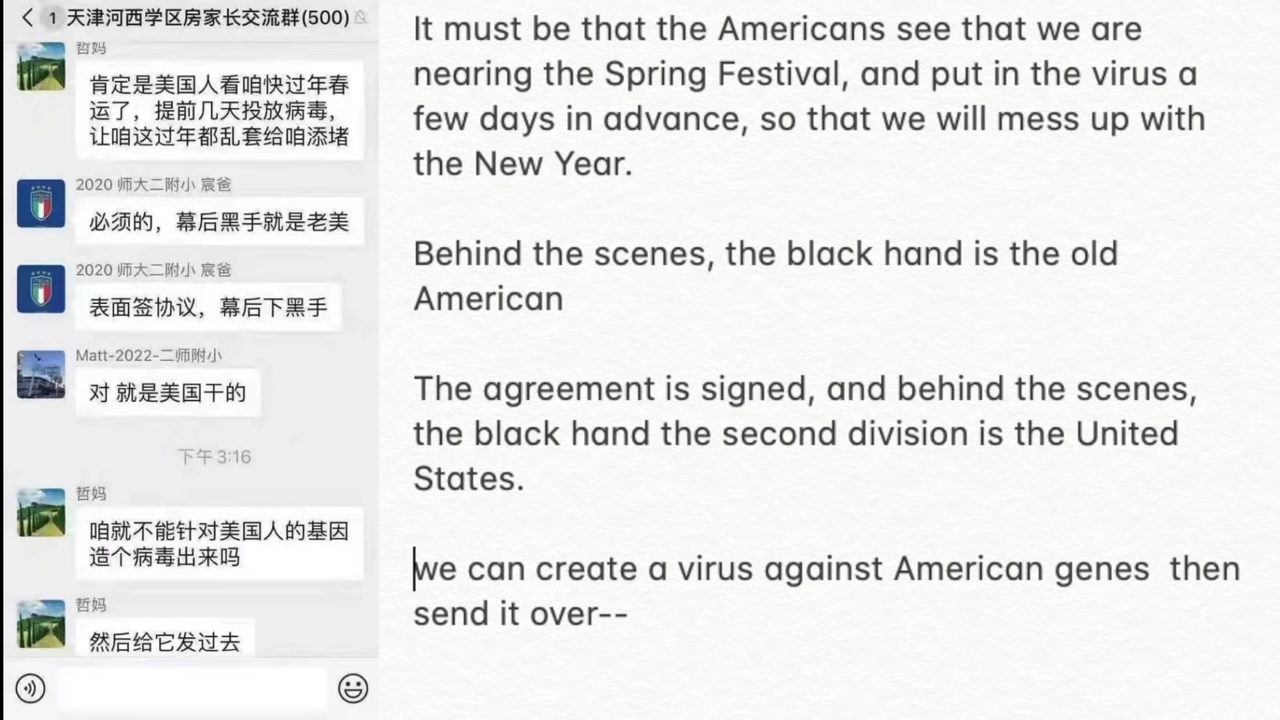 1 天津河西学区房家长交流群(500)
哲妈
肯定是美国人看咱快过年春
运了，提前几天投放病毒，
让咱这过年都乱套给咱添堵
2020 师大二附小 宸爸
必须的，幕后黑手就是老美
2020 师大二附小 宸爸
表面签协议，幕后下黑手
Matt-2022-二师附小
对 就是美国干的
下午 3:16
哲妈
咱就不能针对美国人的基因
造个病毒出来吗
哲妈
然后给它发过去
It must be that the Americans see that we are
nearing the Spring Festival, and put in the virus a
few days in advance, so that we will mess up with
the New Year.
Behind the scenes, the black hand is the old
American
The agreement is signed, and behind the scenes,
the black hand the second division is the United
States.
we can create a virus against American genes then
send it over--